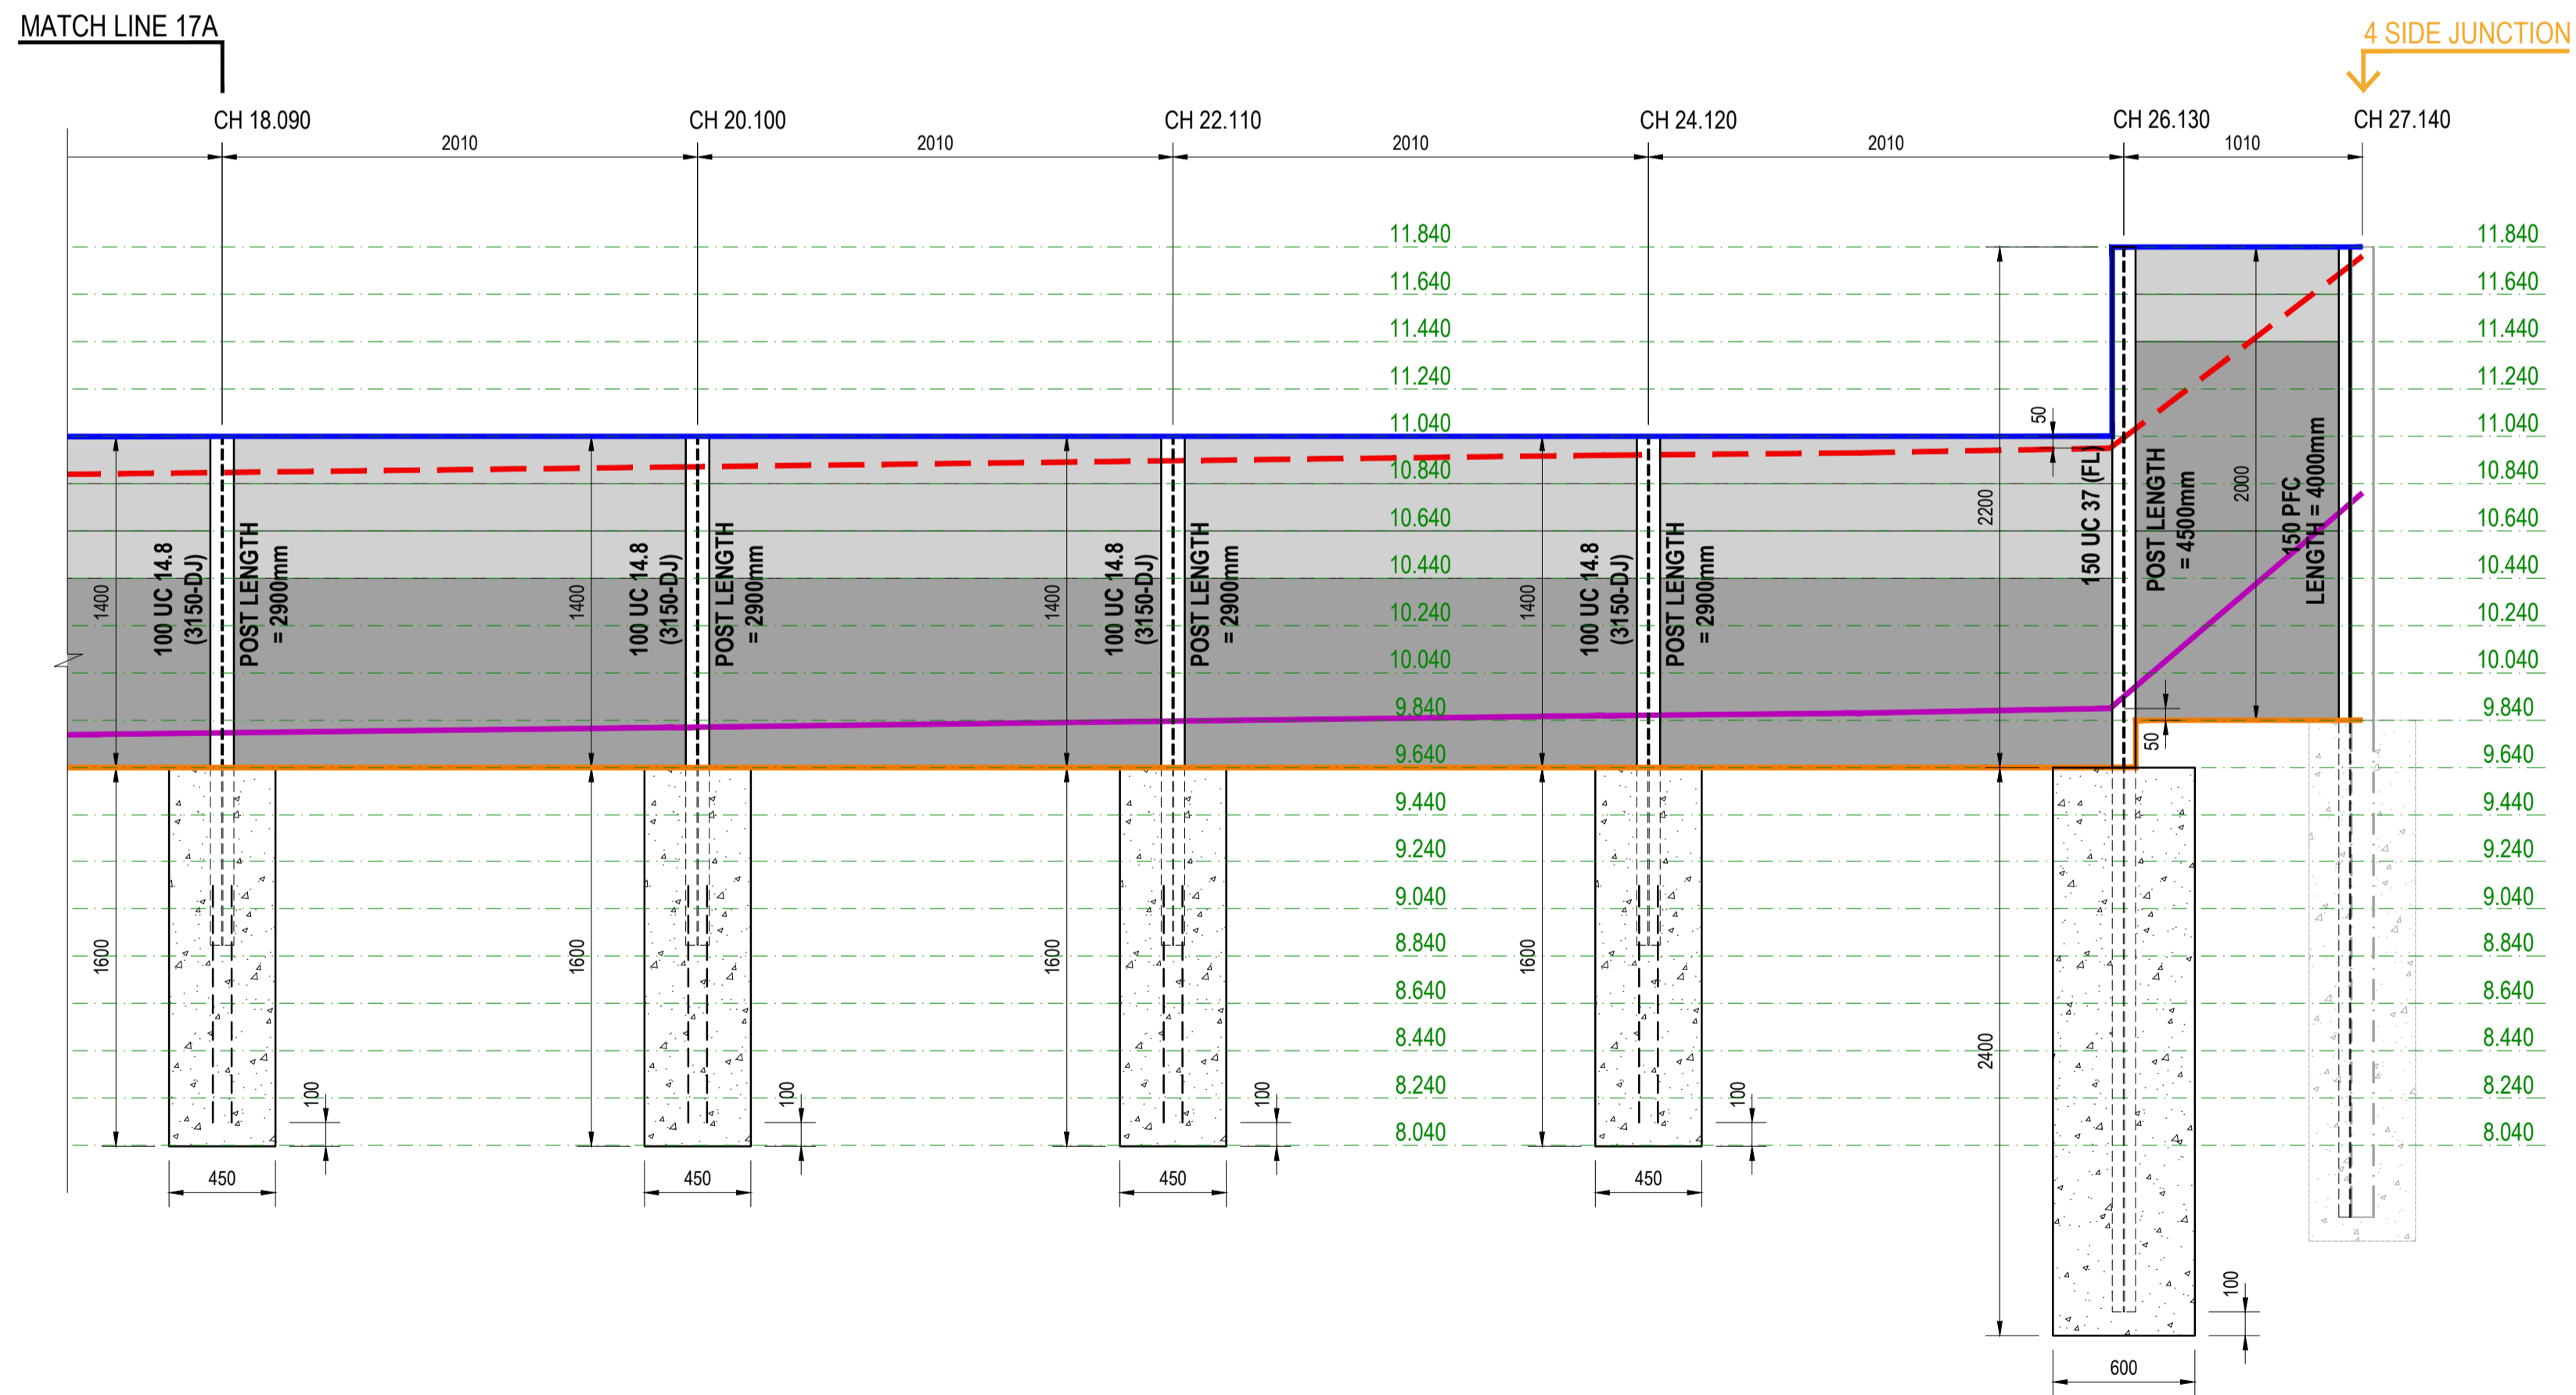 MATCH LINE 17A
4 SIDE JUNCTION
CH 18.090
CH 20.100
CH 22.110
CH 24.120
CH 26.130
CH 27.140
2010
2010
2010
2010
1010
11.840
11.640
11.440
11.240
11.040
10.840
10.640
10.440
10.240
10.040
9.840
9.640
9.440
9.240
9.040
8.840
8.640
8.440
8.240
8.040
11.840
11.640
11.440
11.240
11.040
10.840
10.640
10.440
10.240
10.040
9.840
9.640
9.440
9.240
9.040
8.840
8.640
8.440
8.240
8.040
1400
100 UC 14.8
(3150-DJ)
POST LENGTH
= 2900mm
1400
100 UC 14.8
(3150-DJ)
POST LENGTH
= 2900mm
1400
100 UC 14.8
(3150-DJ)
POST LENGTH
= 2900mm
1400
100 UC 14.8
(3150-DJ)
POST LENGTH
= 2900mm
2200
50
150 UC 37 (FL)
POST LENGTH
= 4500mm
2000
150 PFC
LENGTH = 4000mm
50
1600
100
1600
100
1600
100
1600
100
2400
100
450
450
450
450
600